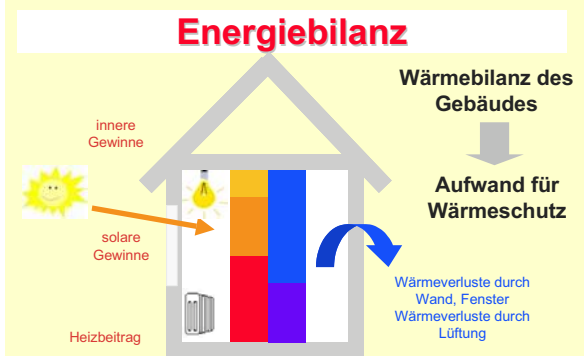 Energiebilanz
Wärmebilanz des
Gebäudes
innere
Gewinne
Aufwand für
Wärmeschutz
solare
Gewinne
Wärmeverluste durch
Wand, Fenster
Wärmeverluste durch
Lüftung
Heizbeitrag